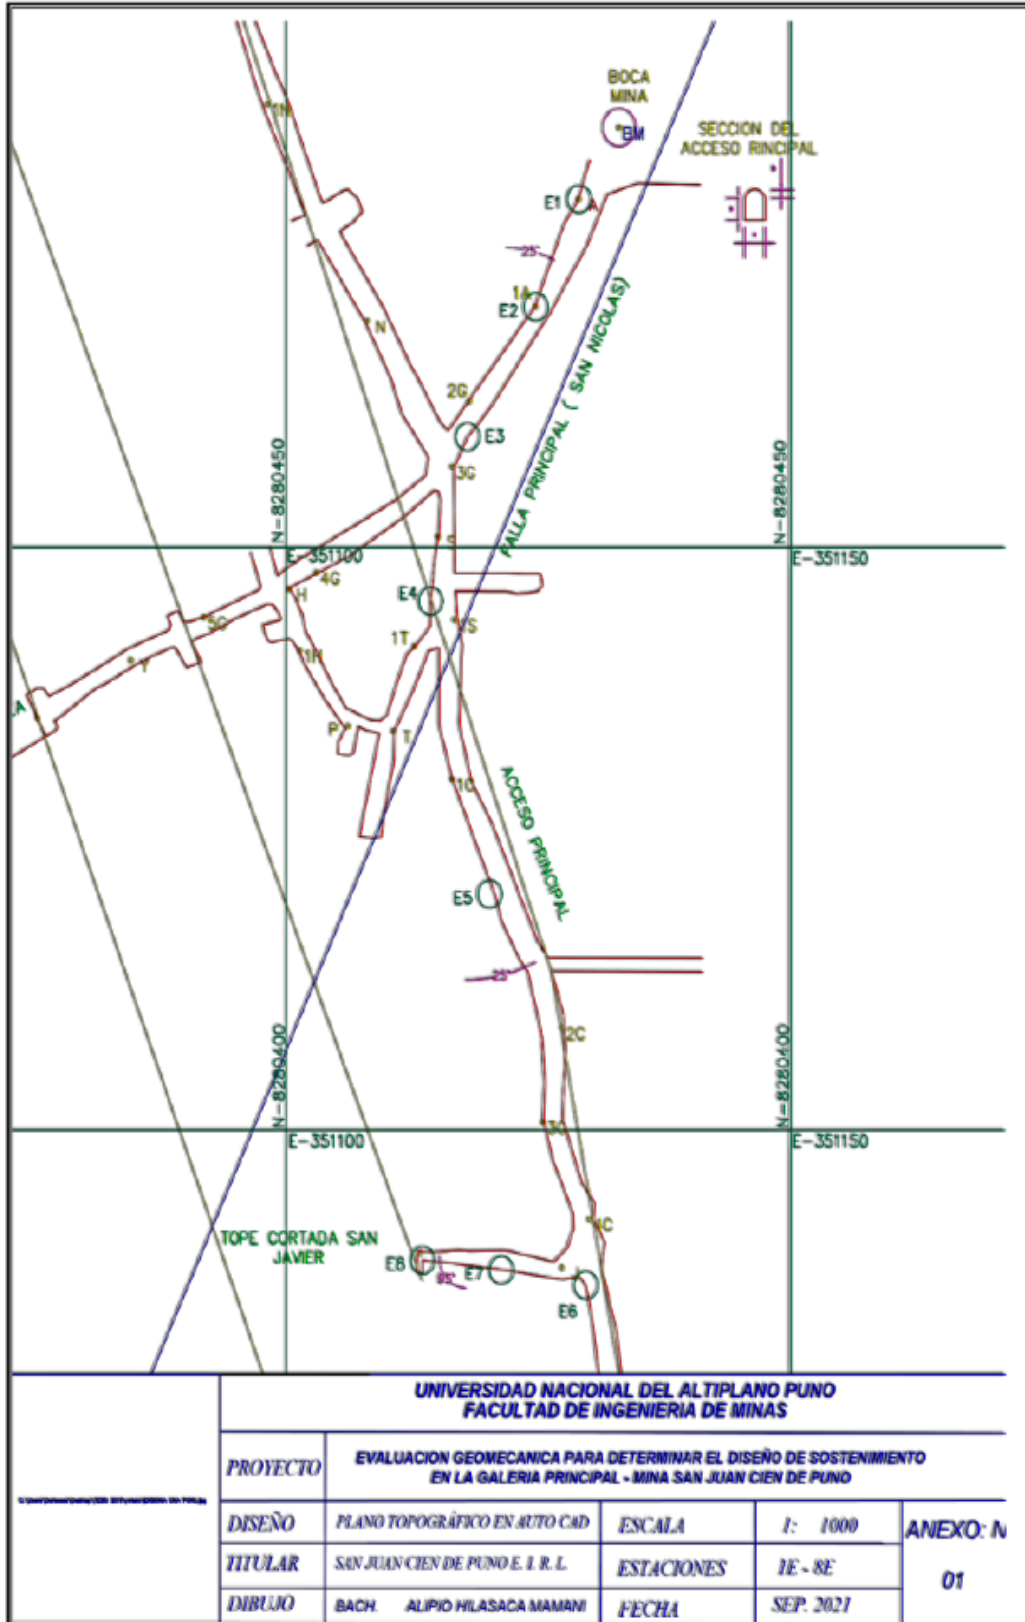 BOCA
MINA
BM
SECCION DEL
ACCESO RINCIPAL
1N
E1
A
25°
1A
E2
N
FALLA PRINCIPAL ( SAN NICOLAS)
2G
E3
3G
N-8280450
N-8280450
E-351100
E-351150
4G
H
E4
5G
1S
1T
1H
Y
P
T
1C
ACCESO PRINCIPAL
E5
25°
2C
N-8280400
N-8280400
3C
E-351100
E-351150
4C
TOPE CORTADA SAN
JAVIER
E8
E7
E6
UNIVERSIDAD NACIONAL DEL ALTIPLANO PUNO
FACULTAD DE INGENIERIA DE MINAS
PROYECTO
EVALUACION GEOMECANICA PARA DETERMINAR EL DISEÑO DE SOSTENIMIENTO
EN LA GALERIA PRINCIPAL - MINA SAN JUAN CIEN DE PUNO
DISEÑO
PLANO TOPOGRÁFICO EN AUTO CAD
ESCALA
1: 1000
ANEXO: N
01
TITULAR
SAN JUAN CIEN DE PUNO E. I. R. L.
ESTACIONES
1E - 8E
DIBUJO
BACH. ALIPIO HILASACA MAMANI
FECHA
SEP. 2021